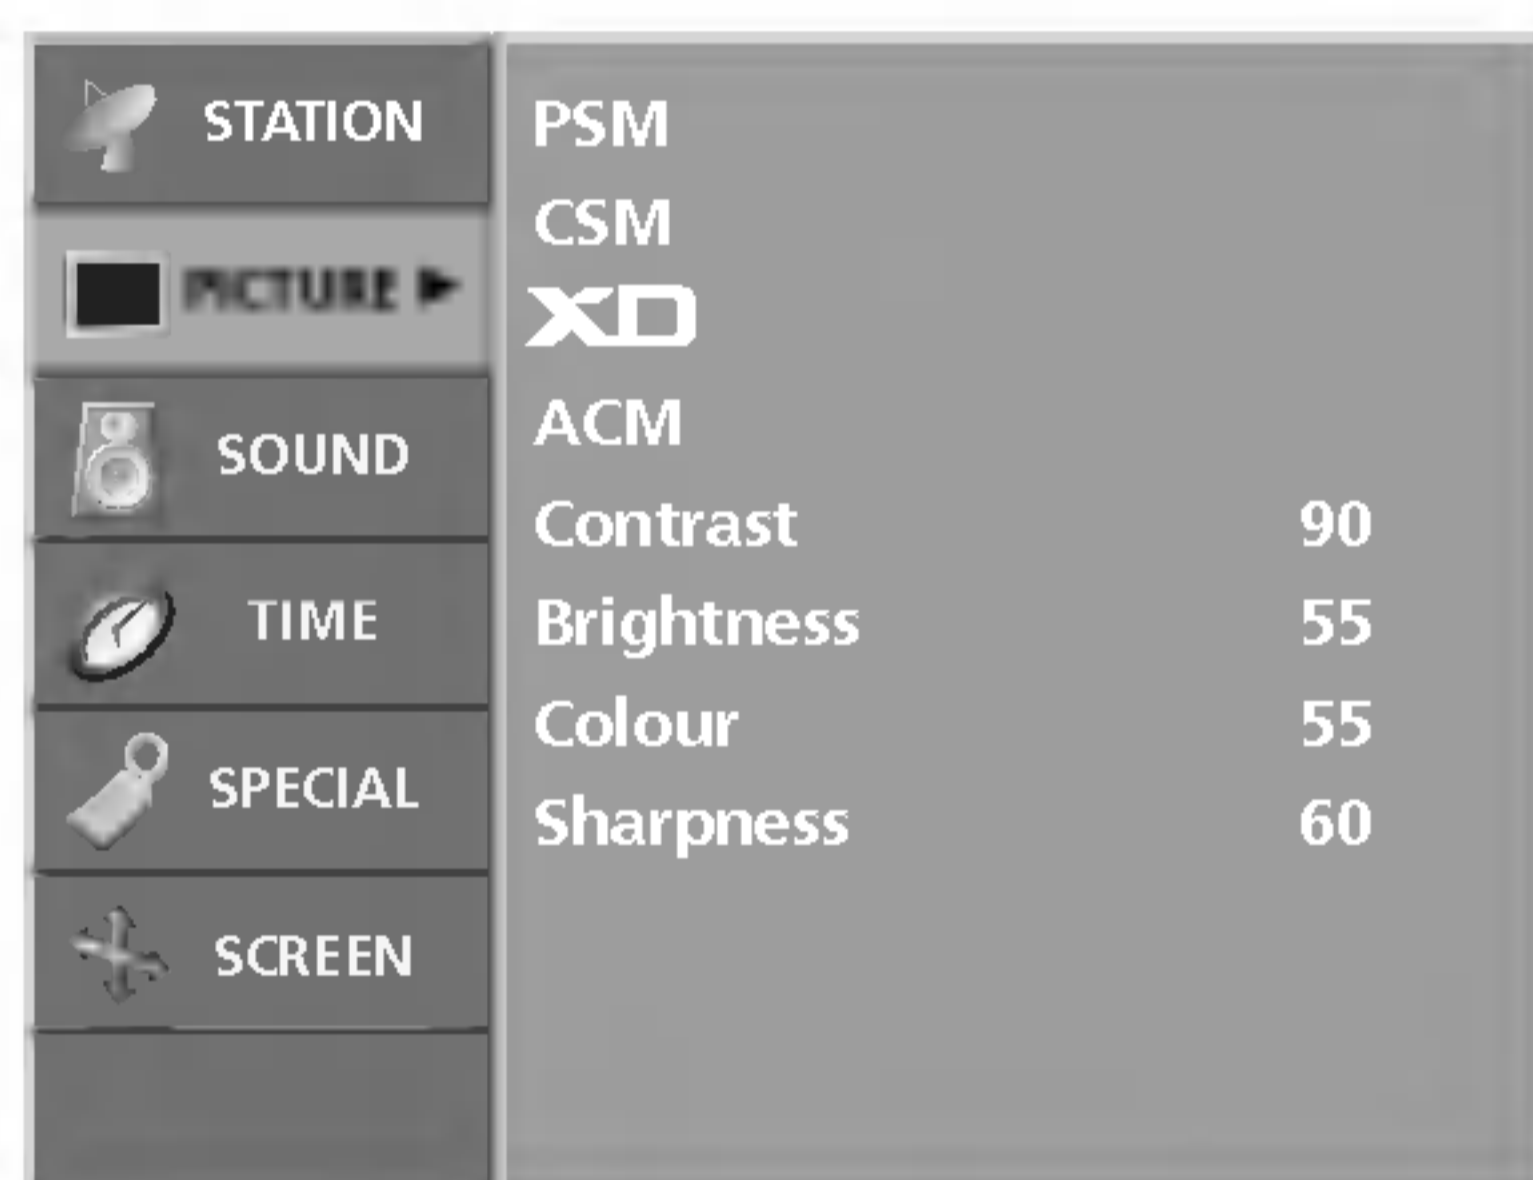 STATION
PICTURE ►
SOUND
TIME
SPECIAL
SCREEN
PSM
CSM
XD
ACM
Contrast 90
Brightness 55
Colour 55
Sharpness 60